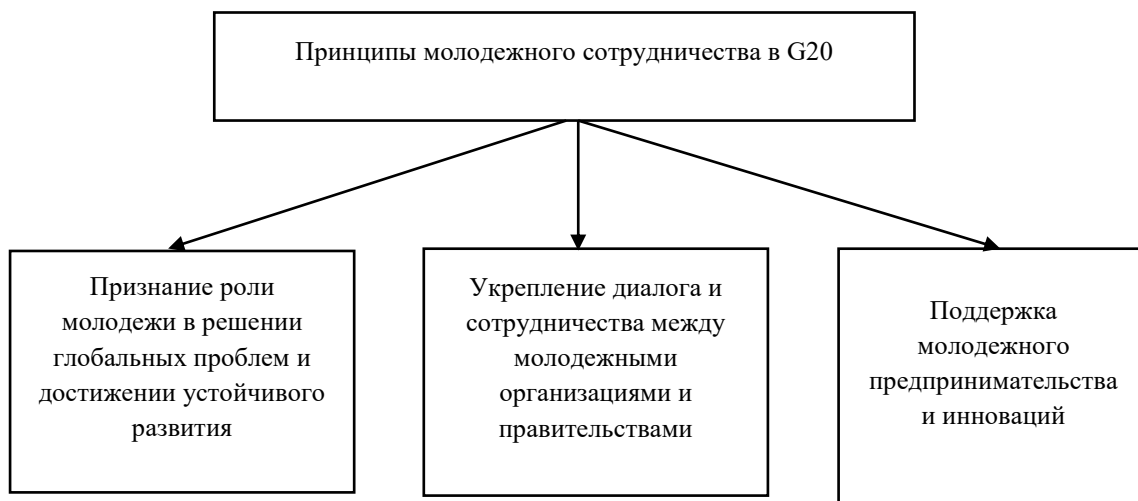 Принципы молодежного сотрудничества в G20
Признание роли
молодежи в решении
глобальных проблем и
достижении устойчивого
развития
Укрепление диалога и
сотрудничества между
молодежными
организациями и
правительствами
Поддержка
молодежного
предпринимательства
и инноваций